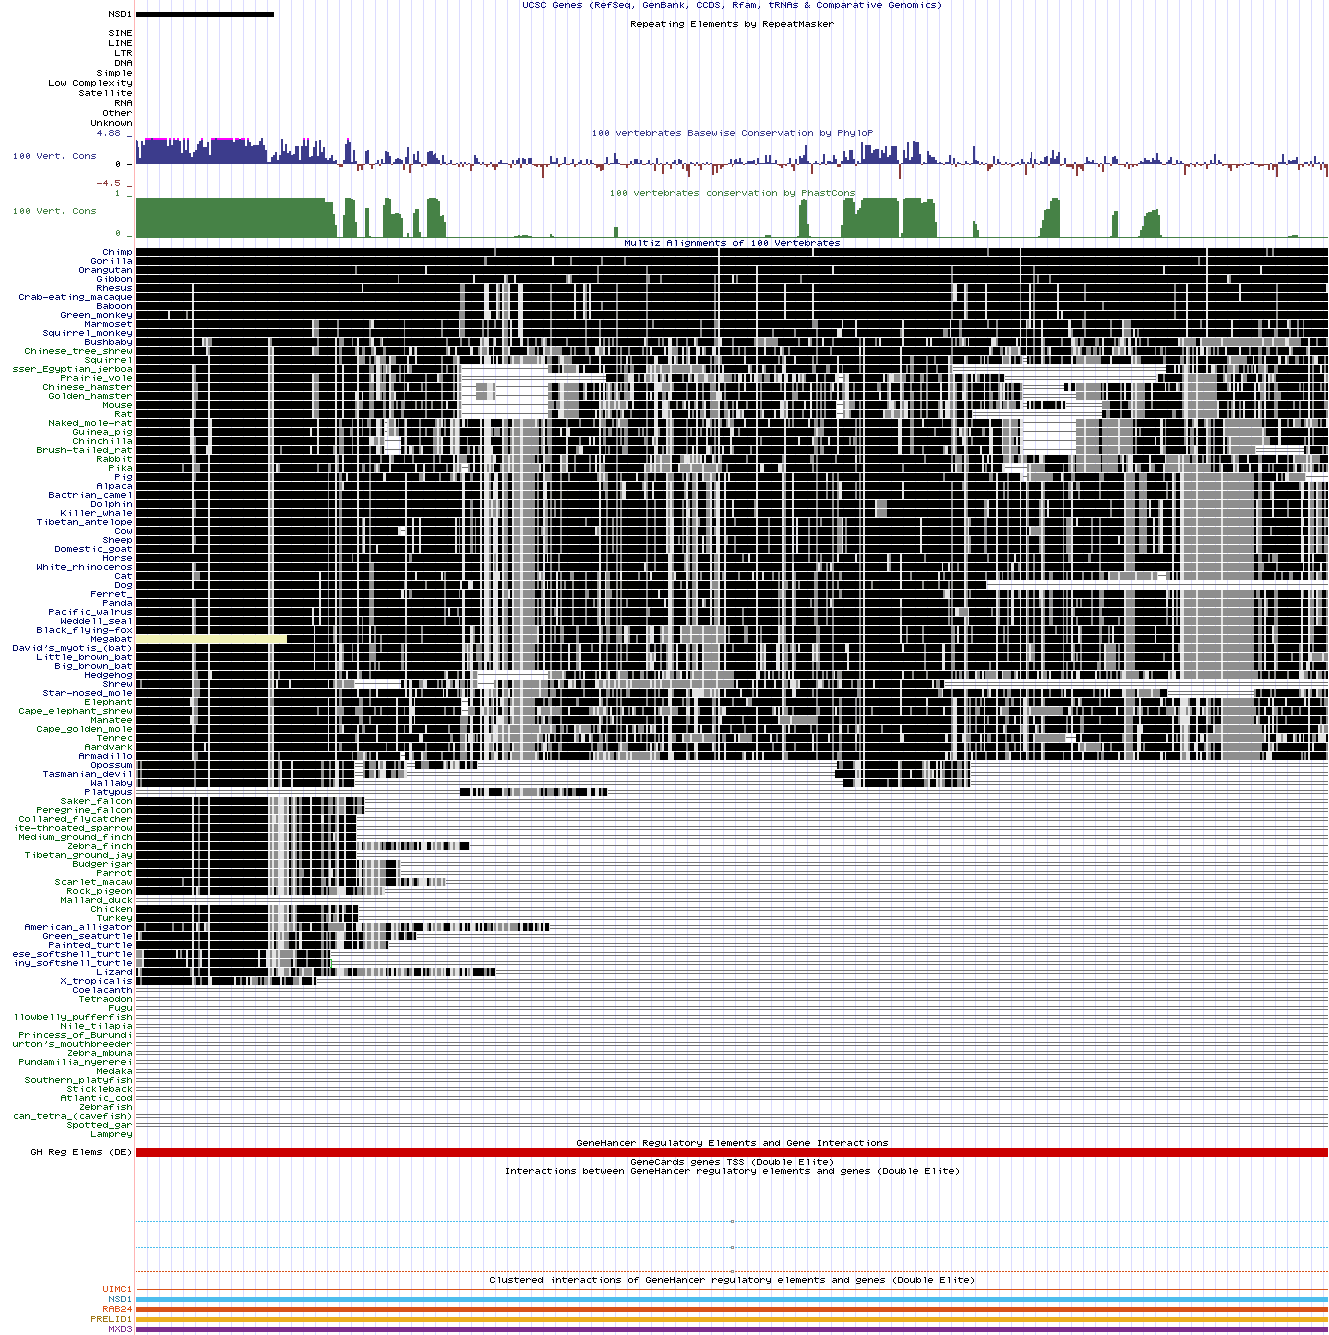 UCSC Genes (RefSeq, GenBank, CCDS, Rfam, tRNAs & Comparative Genomics)
NSD1
Repeating Elements by RepeatMasker
SINE
LINE
LTR
DNA
Simple
Low Complexity
Satellite
RNA
Other
Unknown
4.88 _
100 vertebrates Basewise Conservation by PhyloP
100 Vert. Cons
0 _
-4.5 _
1 _
100 vertebrates conservation by PhastCons
100 Vert. Cons
0 _
Multiz Alignments of 100 Vertebrates
Chimp
Gorilla
Orangutan
Gibbon
Rhesus
Crab-eating_macaque
Baboon
Green_monkey
Marmoset
Squirrel_monkey
Bushbaby
Chinese_tree_shrew
Squirrel
sser_Egyptian_jerboa
Prairie_vole
Chinese_hamster
Golden_hamster
Mouse
Rat
Naked_mole-rat
Guinea_pig
Chinchilla
Brush-tailed_rat
Rabbit
Pika
Pig
Alpaca
Bactrian_camel
Dolphin
Killer_whale
Tibetan_antelope
Cow
Sheep
Domestic_goat
Horse
White_rhinoceros
Cat
Dog
Ferret_
Panda
Pacific_walrus
Weddell_seal
Black_flying-fox
Megabat
David's_myotis_(bat)
Little_brown_bat
Big_brown_bat
Hedgehog
Shrew
Star-nosed_mole
Elephant
Cape_elephant_shrew
Manatee
Cape_golden_mole
Tenrec
Aardvark
Armadillo
Opossum
Tasmanian_devil
Wallaby
Platypus
Saker_falcon
Peregrine_falcon
Collared_flycatcher
ite-throated_sparrow
Medium_ground_finch
Zebra_finch
Tibetan_ground_jay
Budgerigar
Parrot
Scarlet_macaw
Rock_pigeon
Mallard_duck
Chicken
Turkey
American_alligator
Green_seaturtle
Painted_turtle
ese_softshell_turtle
iny_softshell_turtle
Lizard
X_tropicalis
Coelacanth
Tetraodon
Fugu
llowbelly_pufferfish
Nile_tilapia
Princess_of_Burundi
urton's_mouthbreeder
Zebra_mbuna
Pundamilia_nyererei
Medaka
Southern_platyfish
Stickleback
Atlantic_cod
Zebrafish
can_tetra_(cavefish)
Spotted_gar
Lamprey
GeneHancer Regulatory Elements and Gene Interactions
GH Reg Elems (DE)
GeneCards genes TSS (Double Elite)
Interactions between GeneHancer regulatory elements and genes (Double Elite)
Clustered interactions of GeneHancer regulatory elements and genes (Double Elite)
UIMC1
NSD1
RAB24
PRELID1
MXD3